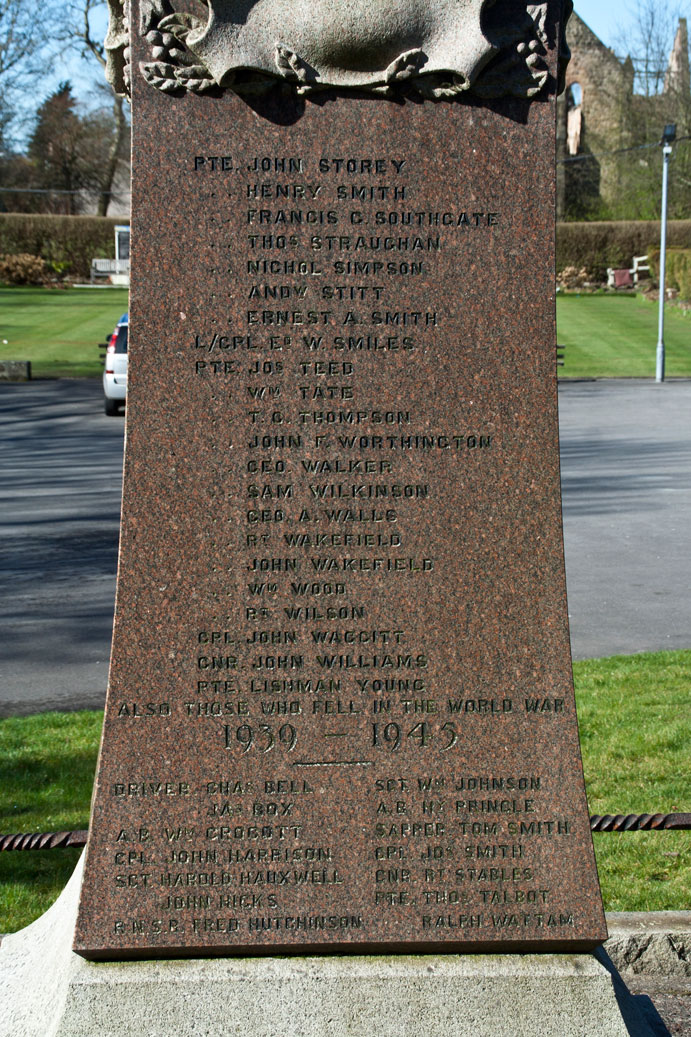 PTE. JOHN STOREY
.. HENRY SMITH
.. FRANCIS G. SOUTHGATE
.. THOS STRAUGHAN
.. NICHOL SIMPSON
.. ANDW STITT
.. ERNEST A. SMITH
L/CPL. ED W. SMILES
PTE. JOS TEED
.. WM TATE
.. T. G. THOMPSON
.. JOHN F. WORTHINGTON
.. GEO. WALKER
.. SAM WILKINSON
.. GEO. A. WALLS
.. RT WAKEFIELD
.. JOHN WAKEFIELD
.. WM WOOD
.. RT WILSON
CPL. JOHN WAGGITT
GNR. JOHN WILLIAMS
PTE LISHMAN YOUNG
ALSO THOSE WHO FELL IN THE WORLD WAR
1939 – 1945
DRIVER CHAS BELL
JAS BOX
A.B. WM CROGOTT
CPL. JOHN HARRISON
SGT HAROLD HAUXWELL
JOHN HICKS
R.N.S.P. FRED HUTCHINSON
SGT. WM JOHNSON
A.B. HY PRINGLE
SAPPER TOM SMITH
CPL. JOS SMITH
GNR. RT STABLES
PTE. THOS TALBOT
.. RALPH WATTAM